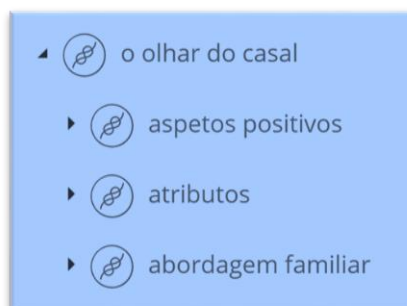 o olhar do casal
aspetos positivos
atributos
abordagem familiar